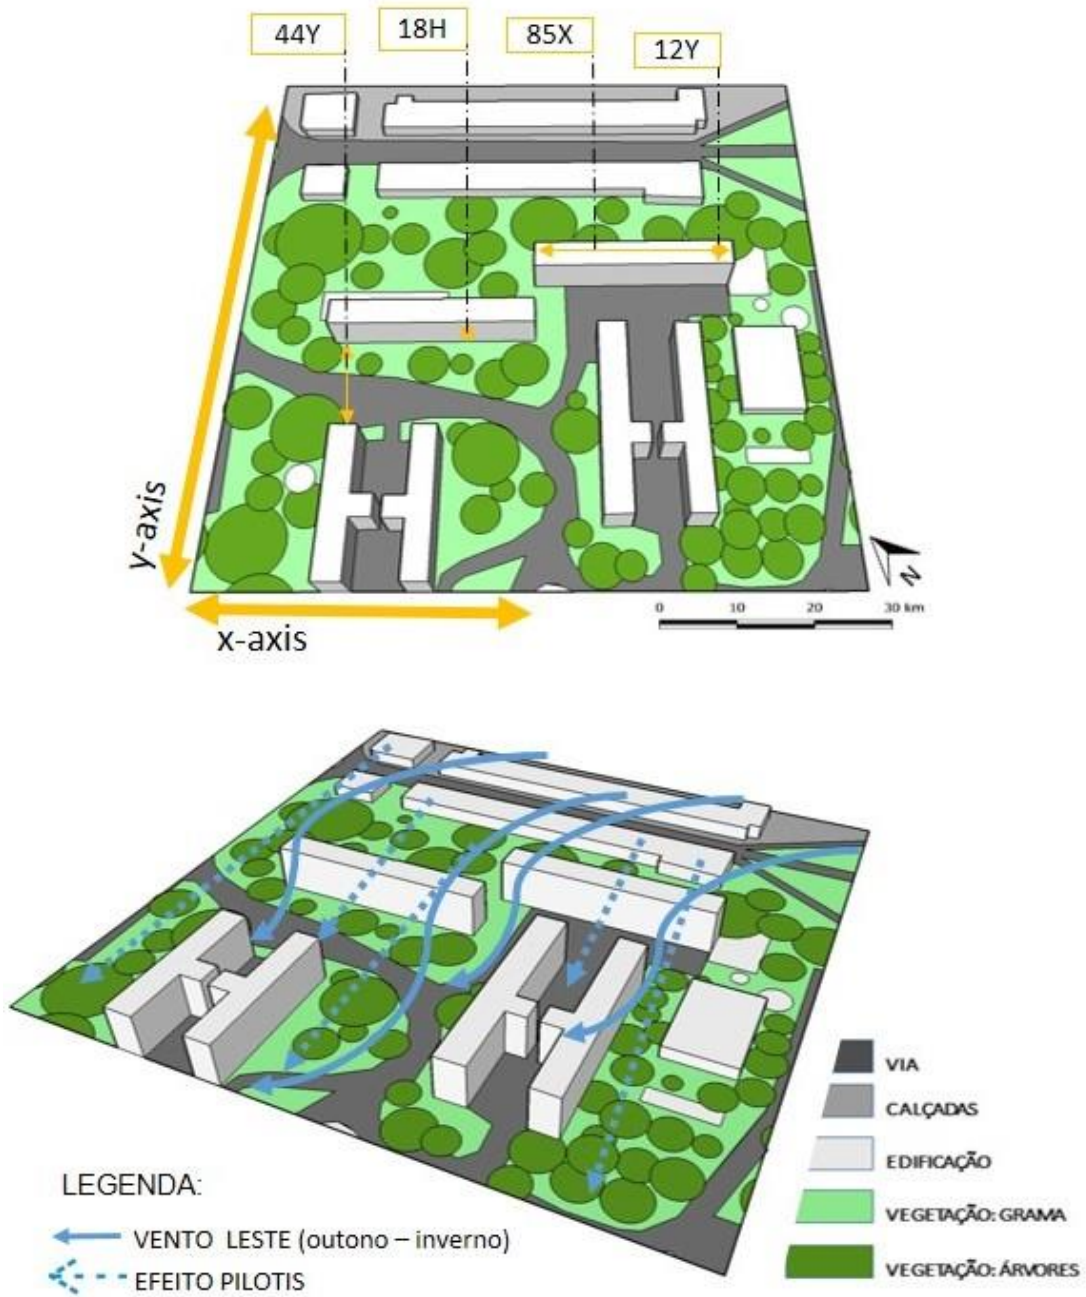 44Y
18H
85X
12Y
y-axis
x-axis
N
0 10 20 30 km
VIA
CALÇADAS
EDIFICAÇÃO
VEGETAÇÃO: GRAMA
VEGETAÇÃO: ÁRVORES
LEGENDA:
VENTO LESTE (outono – inverno)
EFEITO PILOTIS